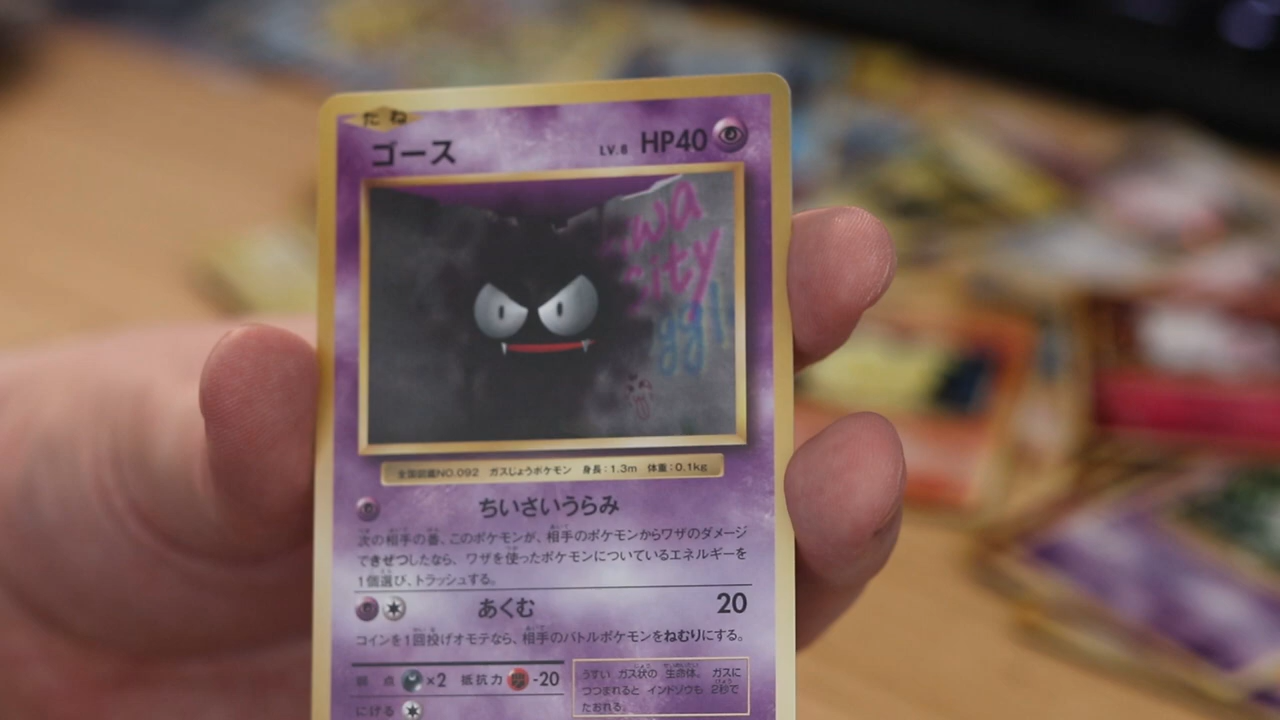 たね
ゴース LV.8 HP40
wa
City
gg!
全国図鑑NO.092 ガスじょうポケモン 身長:1.3m 体重:0.1kg
ちいさいうらみ
次の相手の番、このポケモンが、相手のポケモンからワザのダメージ
できぜつしたなら、ワザを使ったポケモンについているエネルギーを
1個選び、トラッシュする。
あくむ 20
コインを1回投げオモテなら、相手のバトルポケモンをねむりにする。
弱点 ×2 抵抗力 -20
にげる
うすい ガス状の 生命体。 ガスに
つつまれると インドゾウも 2秒で
たおれる。